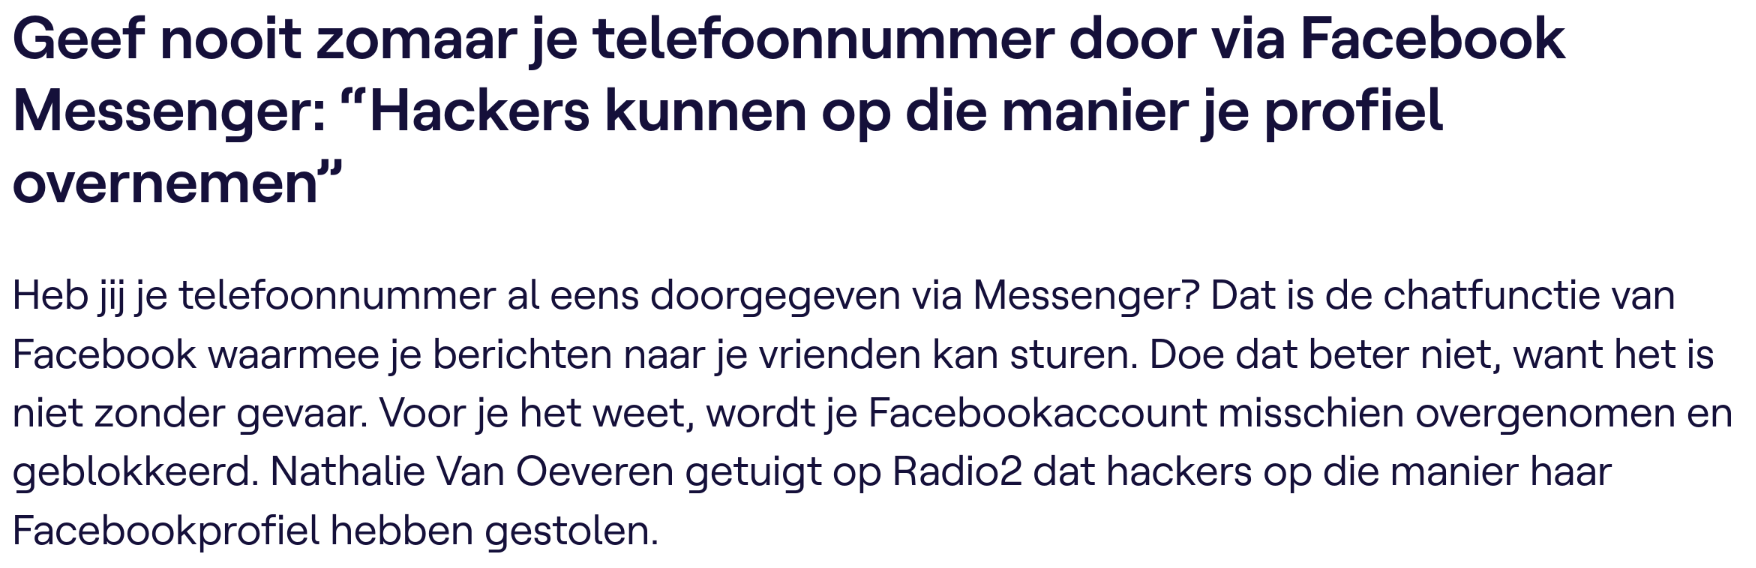 Geef nooit zomaar je telefoonnummer door via Facebook
Messenger: “Hackers kunnen op die manier je profiel
overnemen”
Heb jij je telefoonnummer al eens doorgegeven via Messenger? Dat is de chatfunctie van
Facebook waarmee je berichten naar je vrienden kan sturen. Doe dat beter niet, want het is
niet zonder gevaar. Voor je het weet, wordt je Facebookaccount misschien overgenomen en
geblokkeerd. Nathalie Van Oeveren getuigt op Radio2 dat hackers op die manier haar
Facebookprofiel hebben gestolen.